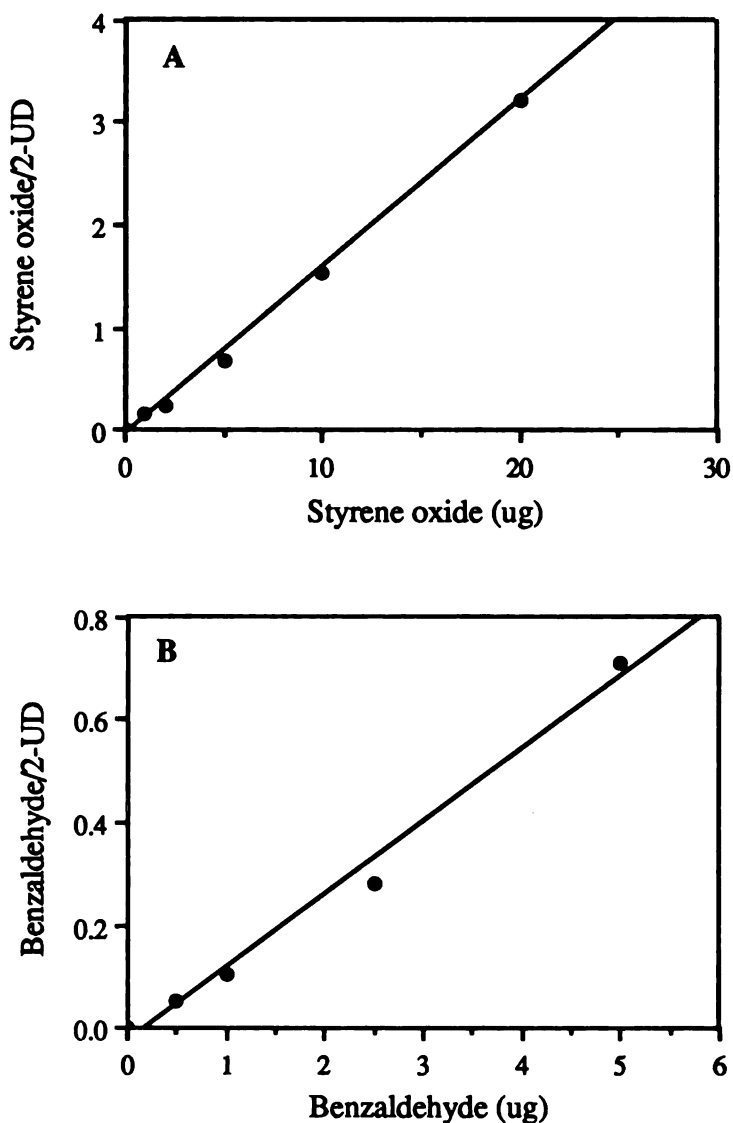 A
Styrene oxide/2-UD
4
3
2
1
0
0 10 20 30
Styrene oxide (ug)
B
Benzaldehyde/2-UD
0.8
0.6
0.4
0.2
0.0
0 1 2 3 4 5 6
Benzaldehyde (ug)